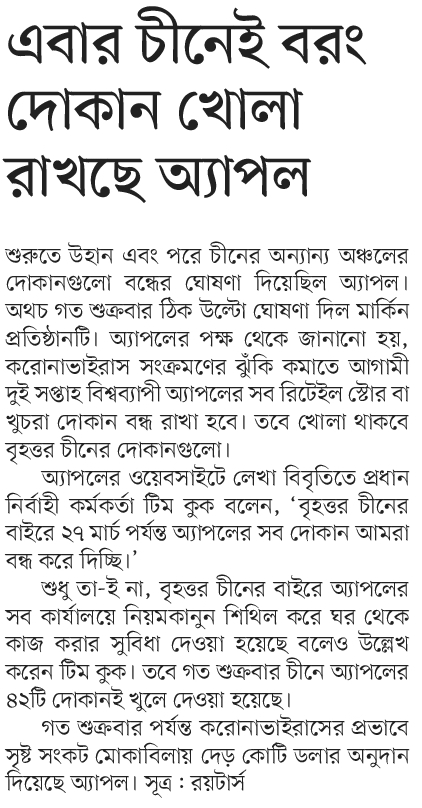 এবার চীনেই বরং
দোকান খোলা
রাখছে অ্যাপল
শুরুতে উহান এবং পরে চীনের অন্যান্য অঞ্চলের
দোকানগুলো বন্ধের ঘোষণা দিয়েছিল অ্যাপল।
অথচ গত শুক্রবার ঠিক উল্টো ঘোষণা দিল মার্কিন
প্রতিষ্ঠানটি। অ্যাপলের পক্ষ থেকে জানানো হয়,
করোনাভাইরাস সংক্রমণের ঝুঁকি কমাতে আগামী
দুই সপ্তাহ বিশ্বব্যাপী অ্যাপলের সব রিটেইল স্টোর বা
খুচরা দোকান বন্ধ রাখা হবে। তবে খোলা থাকবে
বৃহত্তর চীনের দোকানগুলো।
অ্যাপলের ওয়েবসাইটে লেখা বিবৃতিতে প্রধান
নির্বাহী কর্মকর্তা টিম কুক বলেন, ‘বৃহত্তর চীনের
বাইরে ২৭ মার্চ পর্যন্ত অ্যাপলের সব দোকান আমরা
বন্ধ করে দিচ্ছি।’
শুধু তা-ই না, বৃহত্তর চীনের বাইরে অ্যাপলের
সব কার্যালয়ে নিয়মকানুন শিথিল করে ঘর থেকে
কাজ করার সুবিধা দেওয়া হয়েছে বলেও উল্লেখ
করেন টিম কুক। তবে গত শুক্রবার চীনে অ্যাপলের
৪২টি দোকানই খুলে দেওয়া হয়েছে।
গত শুক্রবার পর্যন্ত করোনাভাইরাসের প্রভাবে
সৃষ্ট সংকট মোকাবিলায় দেড় কোটি ডলার অনুদান
দিয়েছে অ্যাপল। সূত্র : রয়টার্স